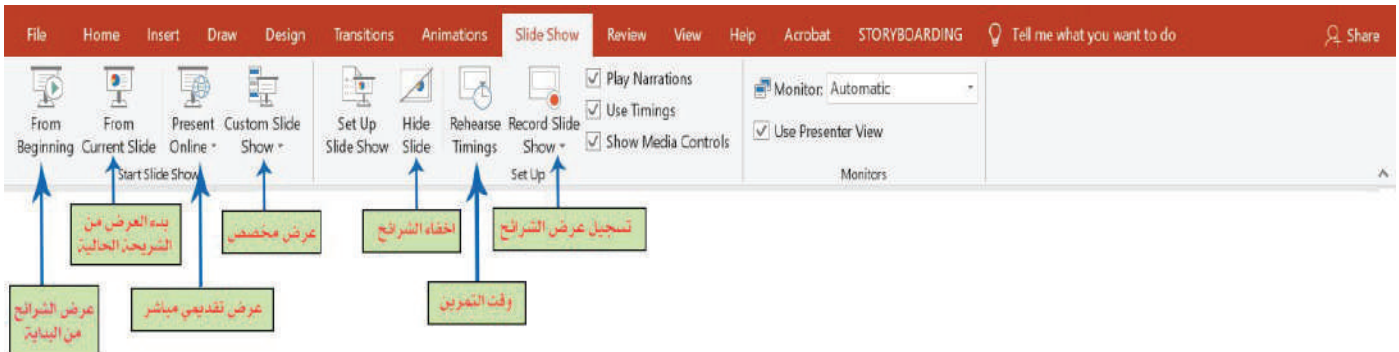 File Home Insert Draw Design Transitions Animations Slide Show Review View Help Acrobat STORYBOARDING Tell me what you want to do Share
From Beginning
From Current Slide
Present Online
Custom Slide Show
Start Slide Show
Set Up Slide Show
Hide Slide
Rehearse Timings
Record Slide Show
Play Narrations
Use Timings
Show Media Controls
Set Up
Monitor: Automatic
Use Presenter View
Monitors
بدء العرض من
الشريحة الحالية
عرض مخصص
اخفاء الشرائح
تسجيل عرض الشرائح
عرض الشرائح
من البداية
عرض تقديمي مباشر
وقت التمرين